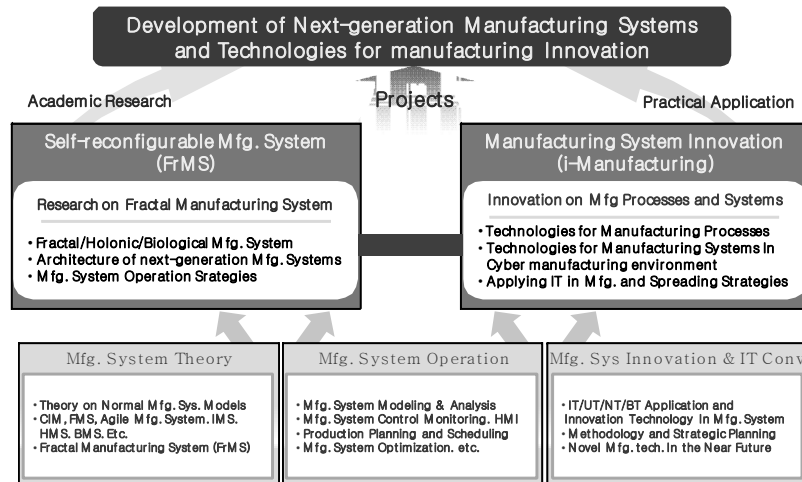 Development of Next-generation Manufacturing Systems
and Technologies for manufacturing Innovation
Academic Research
Projects
Practical Application
Self-reconfigurable Mfg. System
(FrMS)
Research on Fractal Manufacturing System
• Fractal/Holonic/Biological Mfg. System
• Architecture of next-generation Mfg. Systems
• Mfg. System Operation Srategies
Manufacturing System Innovation
(i-Manufacturing)
Innovation on Mfg Processes and Systems
• Technologies for Manufacturing Processes
• Technologies for Manufacturing Systems In
Cyber manufacturing environment
• Applying IT in Mfg. and Spreading Strategies
Mfg. System Theory
• Theory on Normal Mfg. Sys. Models
• CIM, FMS, Agile Mfg. System. IMS.
HMS. BMS. Etc.
• Fractal Manufacturing System (FrMS)
Mfg. System Operation
• Mfg. System Modeling & Analysis
• Mfg. System Control Monitoring. HMI
• Production Planning and Scheduling
• Mfg. System Optimization. etc.
Mfg. Sys Innovation & IT Conv
• IT/UT/NT/BT Application and
Innovation Technology In Mfg. System
• Methodology and Strategic Planning
• Novel Mfg. tech. In the Near Future